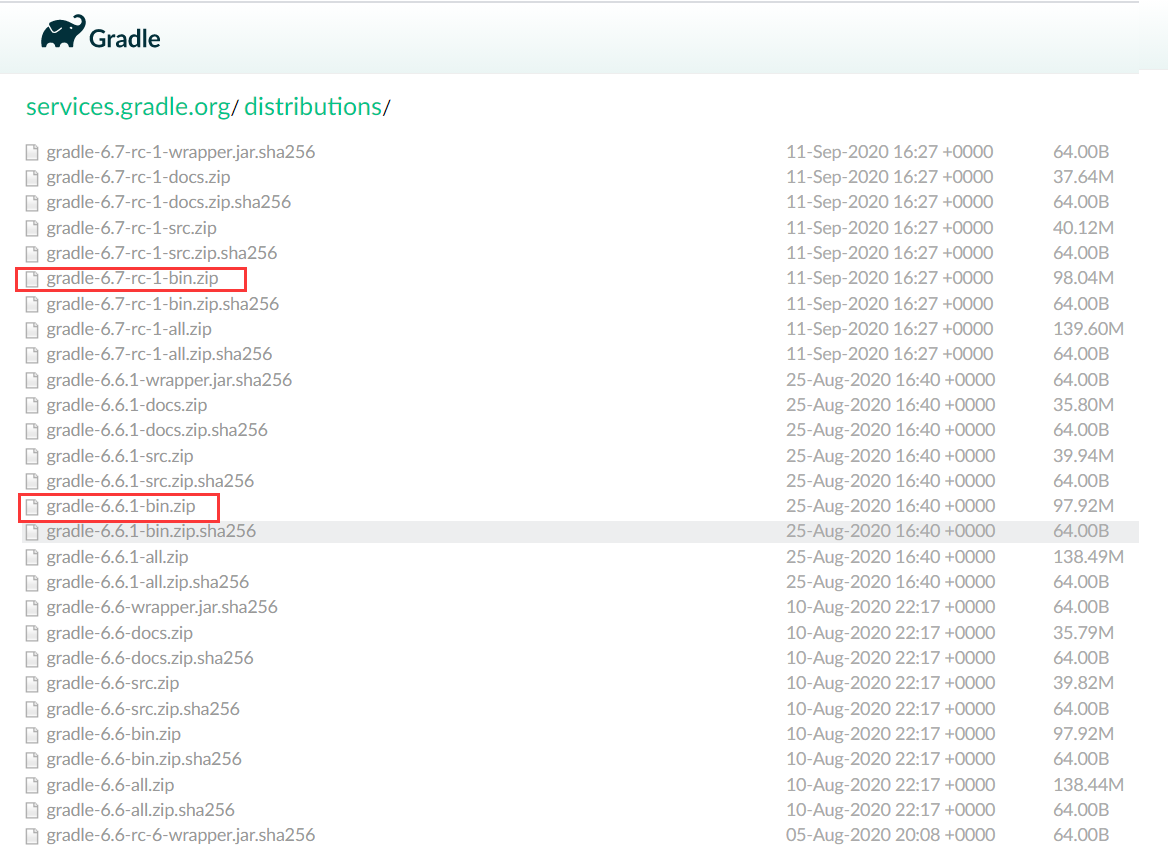 Gradle
services.gradle.org/ distributions/
gradle-6.7-rc-1-wrapper.jar.sha256 11-Sep-2020 16:27 +0000 64.00B
gradle-6.7-rc-1-docs.zip 11-Sep-2020 16:27 +0000 37.64M
gradle-6.7-rc-1-docs.zip.sha256 11-Sep-2020 16:27 +0000 64.00B
gradle-6.7-rc-1-src.zip 11-Sep-2020 16:27 +0000 40.12M
gradle-6.7-rc-1-src.zip.sha256 11-Sep-2020 16:27 +0000 64.00B
gradle-6.7-rc-1-bin.zip 11-Sep-2020 16:27 +0000 98.04M
gradle-6.7-rc-1-bin.zip.sha256 11-Sep-2020 16:27 +0000 64.00B
gradle-6.7-rc-1-all.zip 11-Sep-2020 16:27 +0000 139.60M
gradle-6.7-rc-1-all.zip.sha256 11-Sep-2020 16:27 +0000 64.00B
gradle-6.6.1-wrapper.jar.sha256 25-Aug-2020 16:40 +0000 64.00B
gradle-6.6.1-docs.zip 25-Aug-2020 16:40 +0000 35.80M
gradle-6.6.1-docs.zip.sha256 25-Aug-2020 16:40 +0000 64.00B
gradle-6.6.1-src.zip 25-Aug-2020 16:40 +0000 39.94M
gradle-6.6.1-src.zip.sha256 25-Aug-2020 16:40 +0000 64.00B
gradle-6.6.1-bin.zip 25-Aug-2020 16:40 +0000 97.92M
gradle-6.6.1-bin.zip.sha256 25-Aug-2020 16:40 +0000 64.00B
gradle-6.6.1-all.zip 25-Aug-2020 16:40 +0000 138.49M
gradle-6.6.1-all.zip.sha256 25-Aug-2020 16:40 +0000 64.00B
gradle-6.6-wrapper.jar.sha256 10-Aug-2020 22:17 +0000 64.00B
gradle-6.6-docs.zip 10-Aug-2020 22:17 +0000 35.79M
gradle-6.6-docs.zip.sha256 10-Aug-2020 22:17 +0000 64.00B
gradle-6.6-src.zip 10-Aug-2020 22:17 +0000 39.82M
gradle-6.6-src.zip.sha256 10-Aug-2020 22:17 +0000 64.00B
gradle-6.6-bin.zip 10-Aug-2020 22:17 +0000 97.92M
gradle-6.6-bin.zip.sha256 10-Aug-2020 22:17 +0000 64.00B
gradle-6.6-all.zip 10-Aug-2020 22:17 +0000 138.44M
gradle-6.6-all.zip.sha256 10-Aug-2020 22:17 +0000 64.00B
gradle-6.6-rc-6-wrapper.jar.sha256 05-Aug-2020 20:08 +0000 64.00B